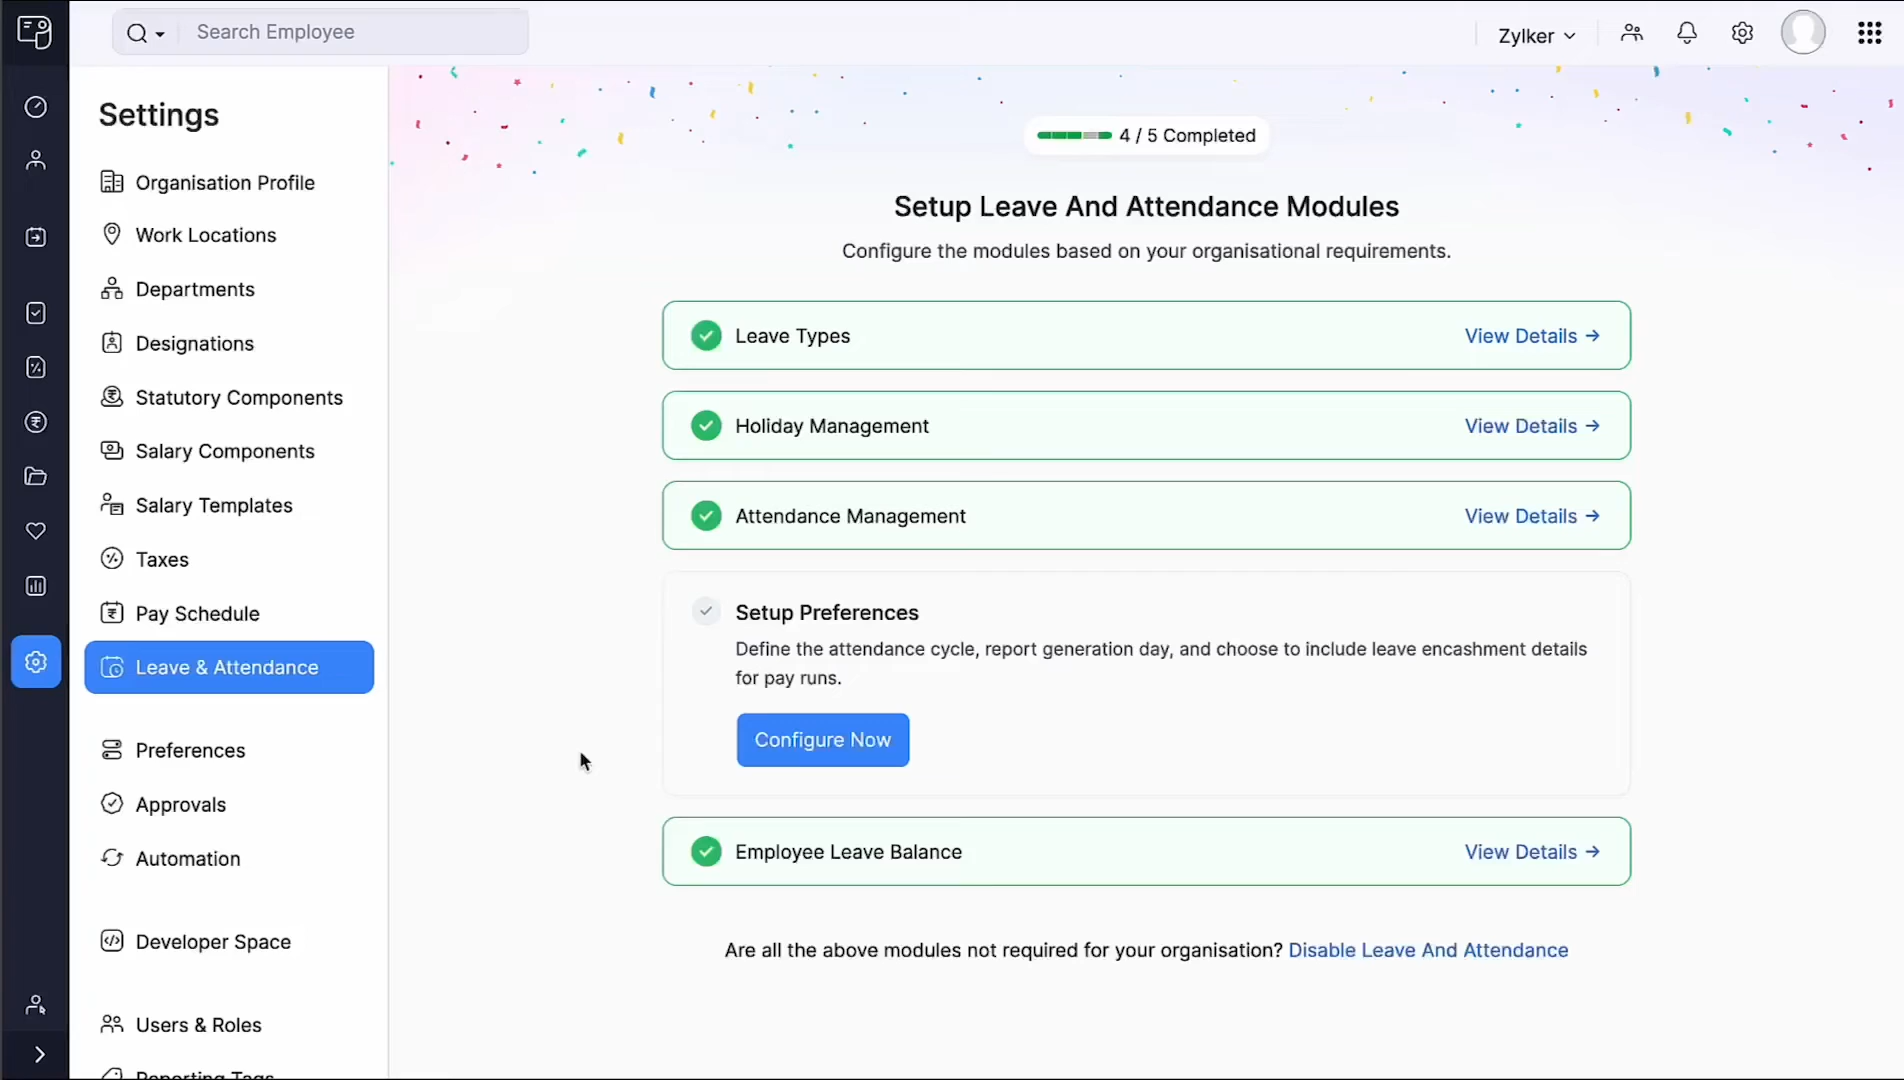 Search Employee
Zylker
Settings
Organisation Profile
Work Locations
Departments
Designations
Statutory Components
Salary Components
Salary Templates
Taxes
Pay Schedule
Leave & Attendance
Preferences
Approvals
Automation
Developer Space
Users & Roles
Reporting Tags
4 / 5 Completed
Setup Leave And Attendance Modules
Configure the modules based on your organisational requirements.
Leave Types
View Details →
Holiday Management
View Details →
Attendance Management
View Details →
Setup Preferences
Define the attendance cycle, report generation day, and choose to include leave encashment details
for pay runs.
Configure Now
Employee Leave Balance
View Details →
Are all the above modules not required for your organisation? Disable Leave And Attendance